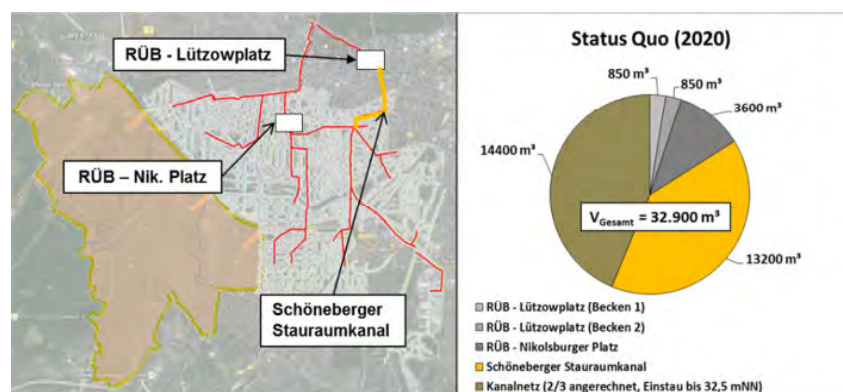 RÜB - Lützowplatz
RÜB – Nik. Platz
Schöneberger
Stauraumkanal
Status Quo (2020)
850 m³
850 m³
3600 m³
14400 m³
V Gesamt = 32.900 m³
13200 m³
RÜB - Lützowplatz (Becken 1)
RÜB - Lützowplatz (Becken 2)
RÜB - Nikolsburger Platz
Schöneberger Stauraumkanal
Kanalnetz (2/3 angerechnet, Einstau bis 32,5 mNN)